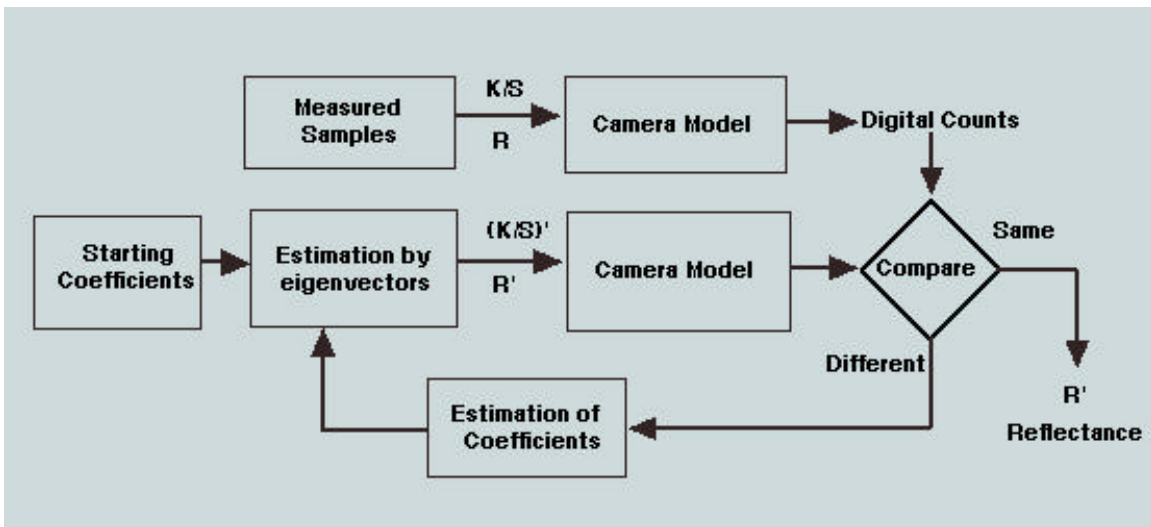 K/S
Measured
Samples
R
Camera Model
Digital Counts
Starting
Coefficients
Estimation by
eigenvectors
(K/S)'
R'
Camera Model
Compare
Same
Different
Estimation of
Coefficients
R'
Reflectance